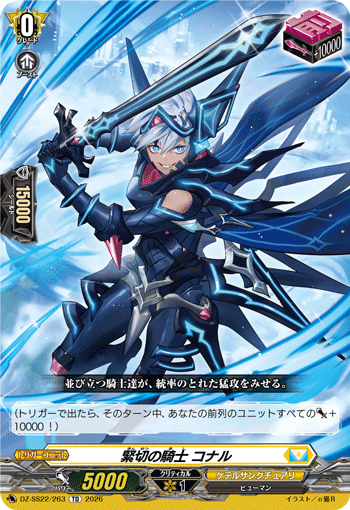 0
グレード
ブースト
前
+10000
シールド
15000
並び立つ騎士達が、統率のとれた猛攻をみせる。
(トリガーで出たら、そのターン中、あなたの前列のユニットすべての+
10000!)
トリガーユニット
緊切の騎士 コナル
パワー
5000
クリティカル
1
ケテルサンクチュアリ
ヒューマン
DZ-SS22/263 TD 2026
イラスト/n猫R